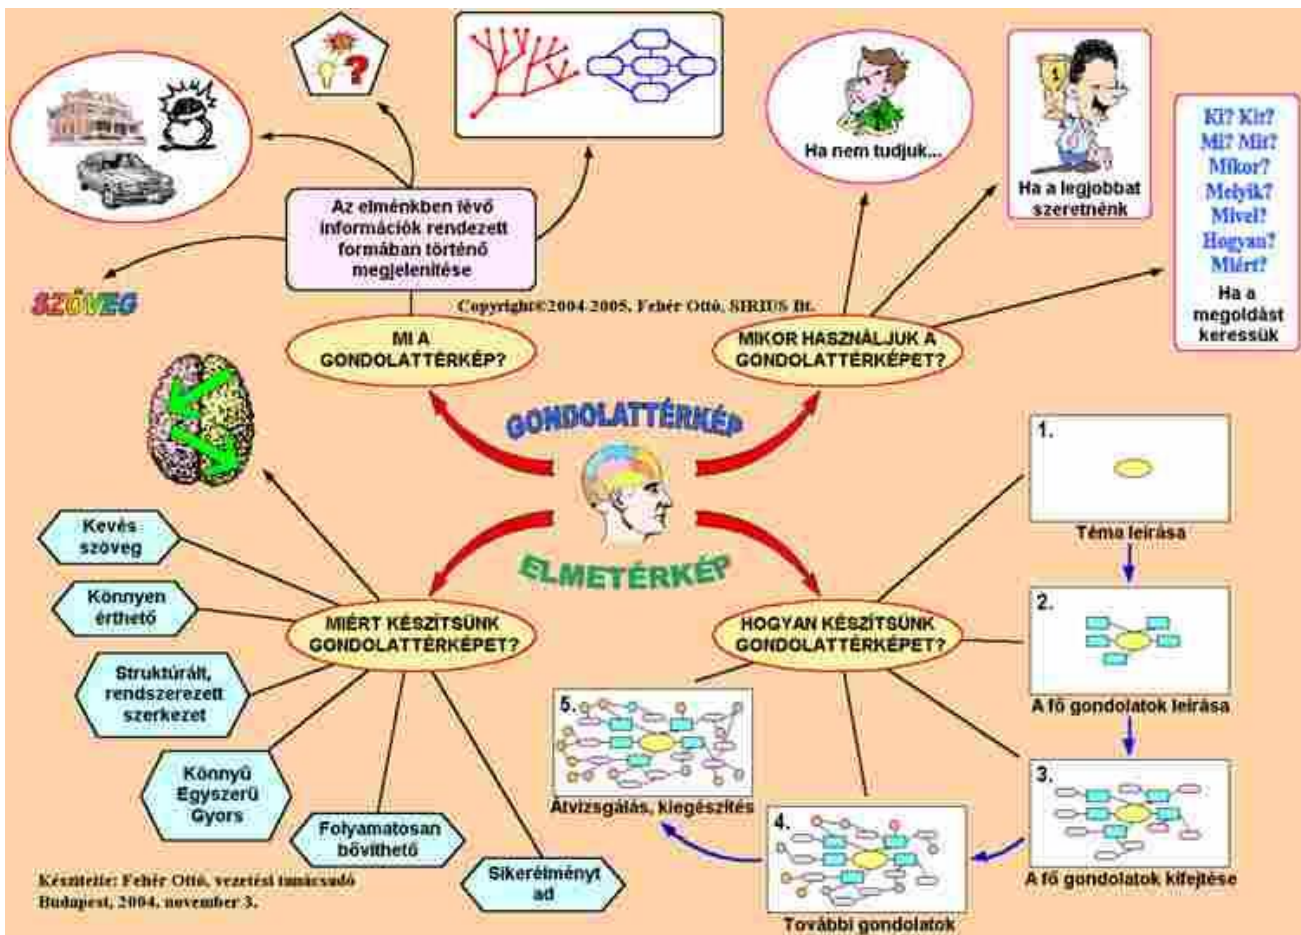 Az elménkben lévő
információk rendezett
formában történő
megjelenítése
SZÖVEG
Copyright©2004-2005, Fehér Ottó, SIRIUS Bt.
MI A
GONDOLATTÉRKÉP?
MIKOR HASZNÁLJUK A
GONDOLATTÉRKÉPET?
Ha nem tudjuk...
1
Ha a legjobbat
szeretnénk
Ki? Kit?
Mi? Mit?
Mikor?
Melyik?
Mivel?
Hogyan?
Miért?
Ha a
megoldást
keressük
GONDOLATTÉRKÉP
ELMETÉRKÉP
MIÉRT KÉSZÍTSÜNK
GONDOLATTÉRKÉPET?
Kevés
szöveg
Könnyen
érthető
Struktúrált,
rendszerezett
szerkezet
Könnyű
Egyszerű
Gyors
Folyamatosan
bővíthető
Sikerélményt
ad
HOGYAN KÉSZÍTSÜNK
GONDOLATTÉRKÉPET?
1.
Téma leírása
2.
A fő gondolatok leírása
3.
A fő gondolatok kifejtése
4.
További gondolatok
5.
Átvizsgálás, kiegészítés
Készítette: Fehér Ottó, vezetési tanácsadó
Budapest, 2004. november 3.